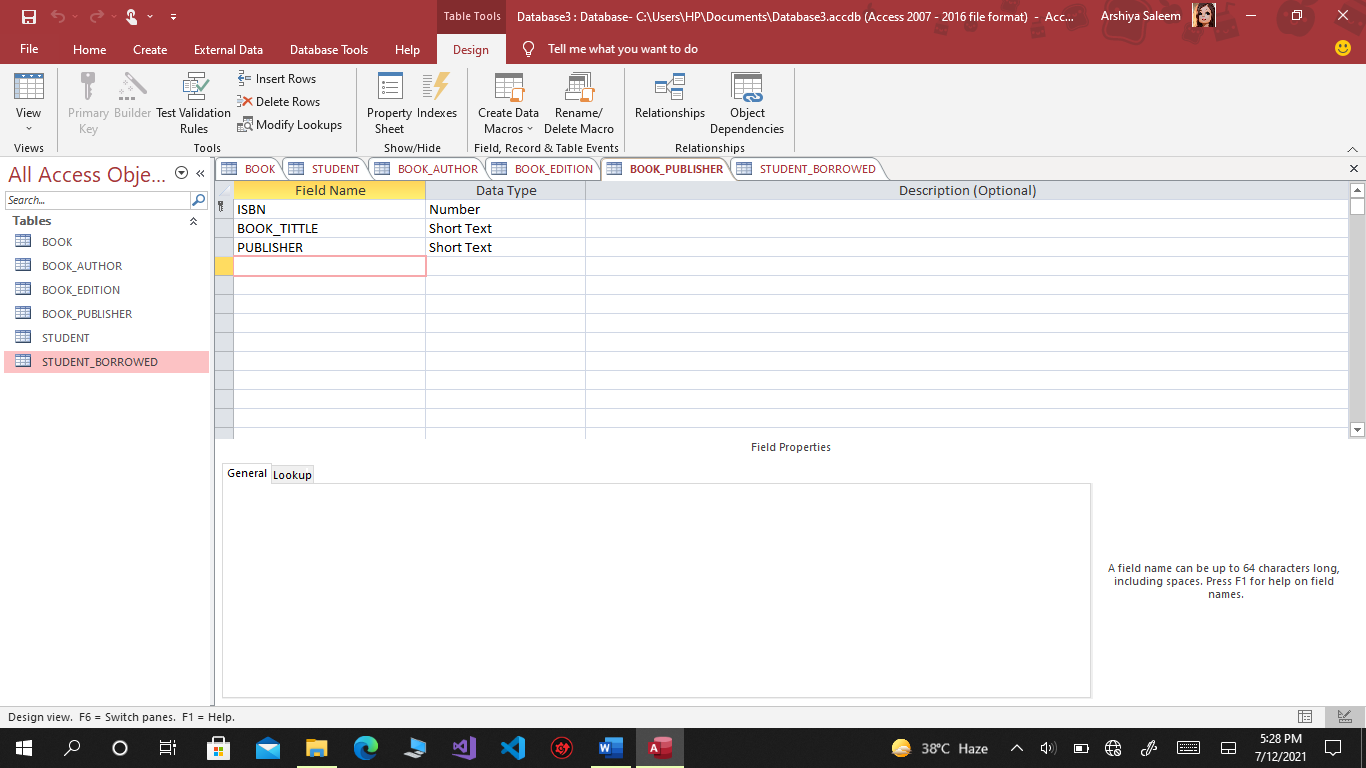 Table Tools
Database3 : Database- C:\Users\HP\Documents\Database3.accdb (Access 2007 - 2016 file format) - Acc...
Arshiya Saleem
File Home Create External Data Database Tools Help Design Tell me what you want to do
View
Primary Key
Builder
Test Validation Rules
Insert Rows
Delete Rows
Modify Lookups
Property Sheet
Indexes
Create Data Macros
Rename/ Delete Macro
Relationships
Object Dependencies
Views Tools Show/Hide Field, Record & Table Events Relationships
All Access Obje...
Search...
Tables
BOOK
BOOK_AUTHOR
BOOK_EDITION
BOOK_PUBLISHER
STUDENT
STUDENT_BORROWED
BOOK STUDENT BOOK_AUTHOR BOOK_EDITION BOOK_PUBLISHER STUDENT_BORROWED
Field Name Data Type Description (Optional)
ISBN Number
BOOK_TITTLE Short Text
PUBLISHER Short Text
Field Properties
General Lookup
A field name can be up to 64 characters long,
including spaces. Press F1 for help on field
names.
Design view. F6 = Switch panes. F1 = Help.
38°C Haze
5:28 PM
7/12/2021